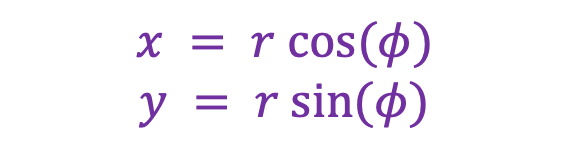 x = r cos(ϕ)
y = r sin(ϕ)